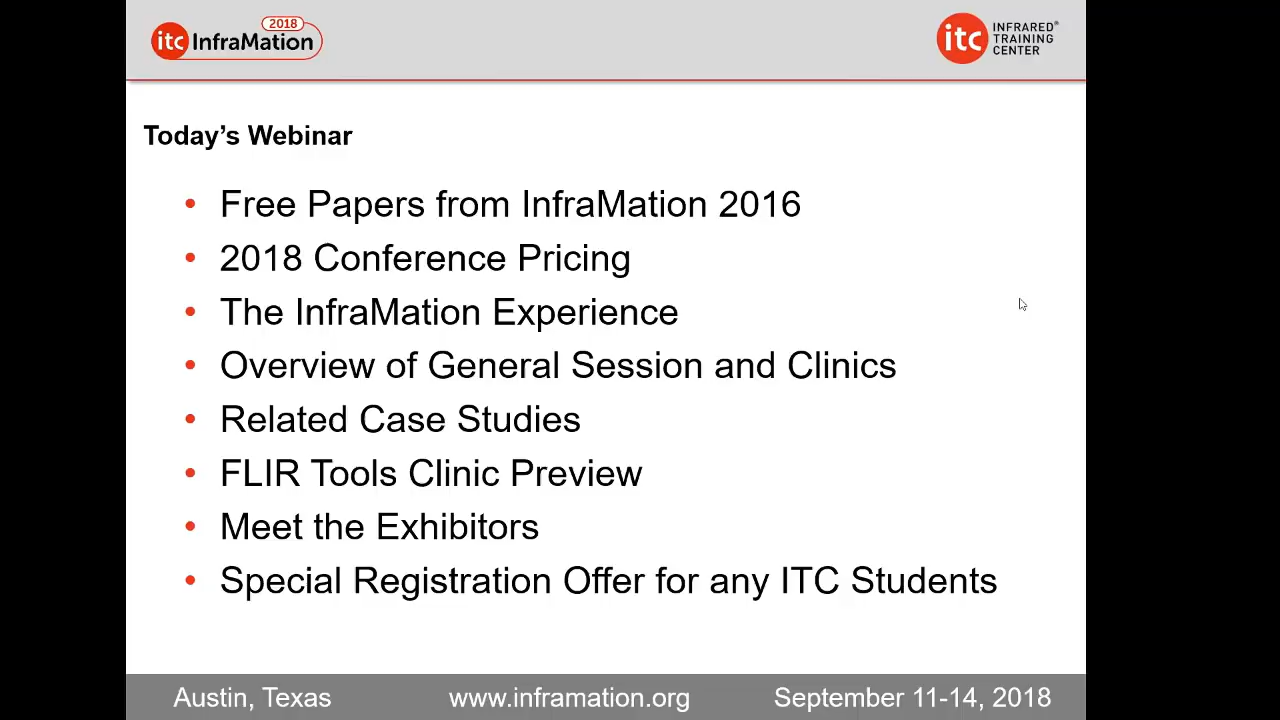 2018
itc InfraMation
itc INFRARED®
TRAINING
CENTER
Today’s Webinar
• Free Papers from InfraMation 2016
• 2018 Conference Pricing
• The InfraMation Experience
• Overview of General Session and Clinics
• Related Case Studies
• FLIR Tools Clinic Preview
• Meet the Exhibitors
• Special Registration Offer for any ITC Students
Austin, Texas www.inframation.org September 11-14, 2018